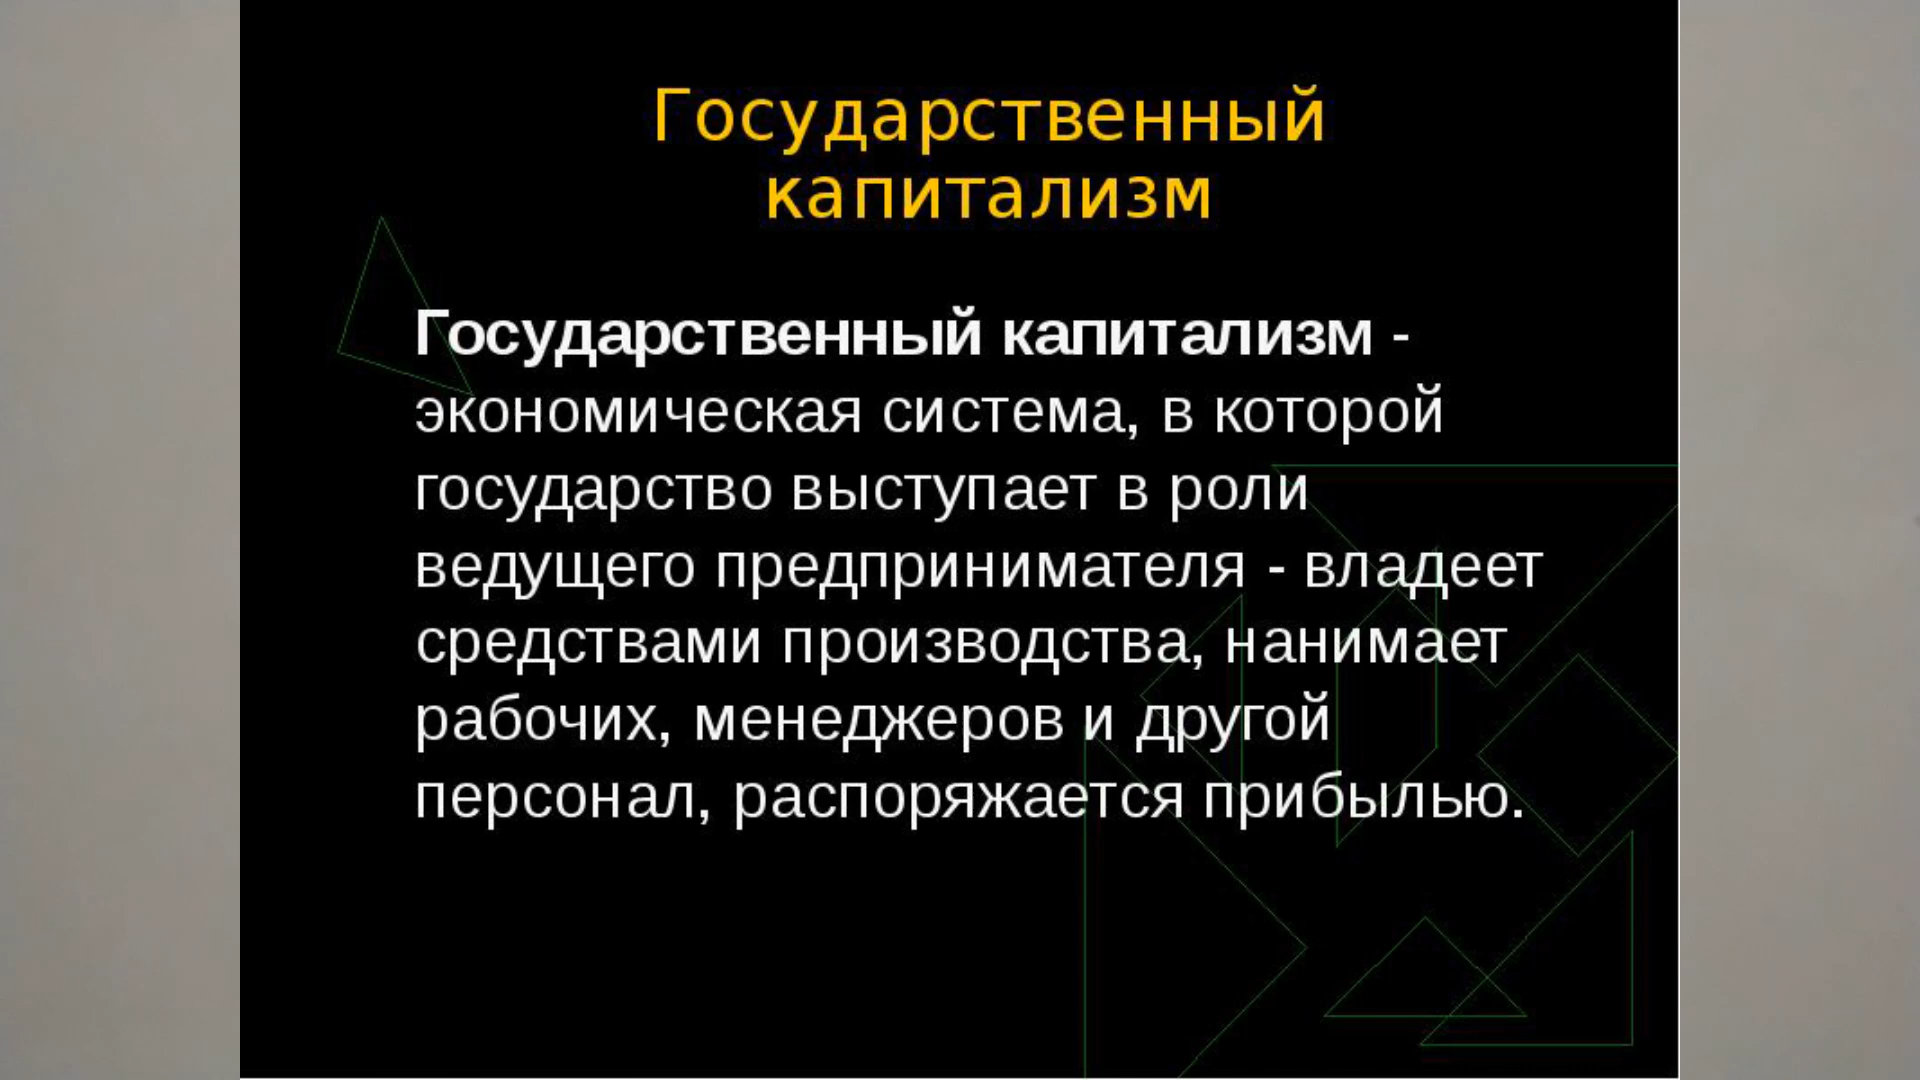 Государственный
капитализм
Государственный капитализм -
экономическая система, в которой
государство выступает в роли
ведущего предпринимателя - владеет
средствами производства, нанимает
рабочих, менеджеров и другой
персонал, распоряжается прибылью.